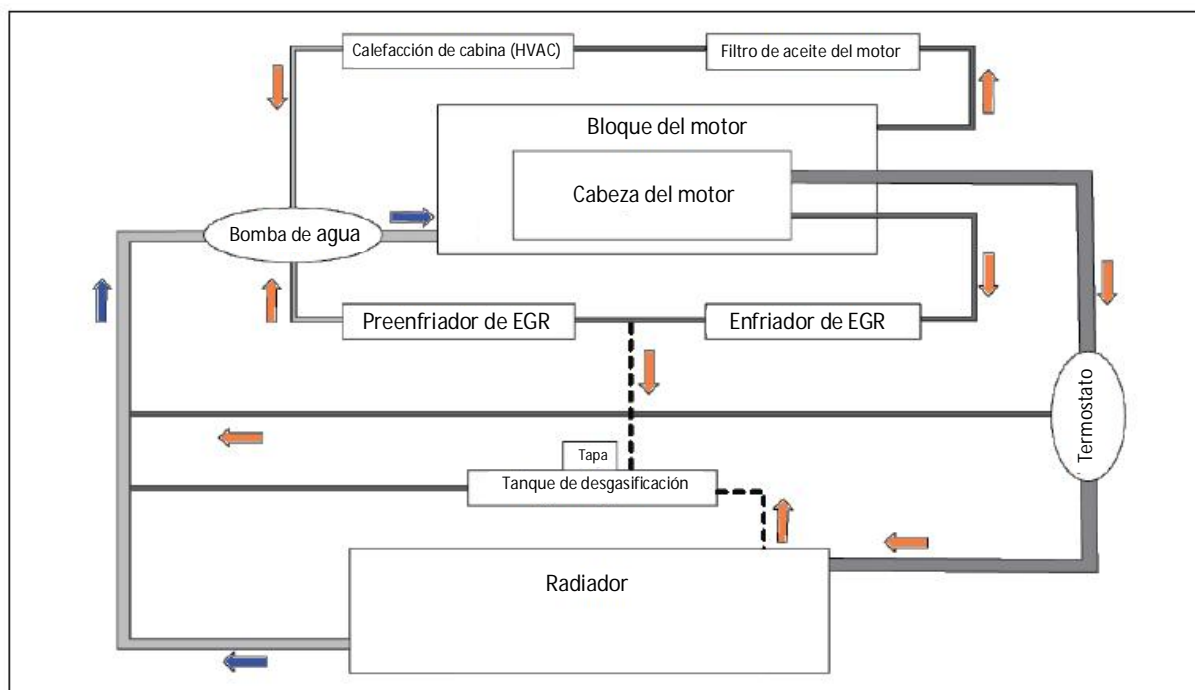 Calefacción de cabina (HVAC)
Filtro de aceite del motor
Bloque del motor
Cabeza del motor
Bomba de agua
Preenfriador de EGR
Enfriador de EGR
Termostato
Tapa
Tanque de desgasificación
Radiador